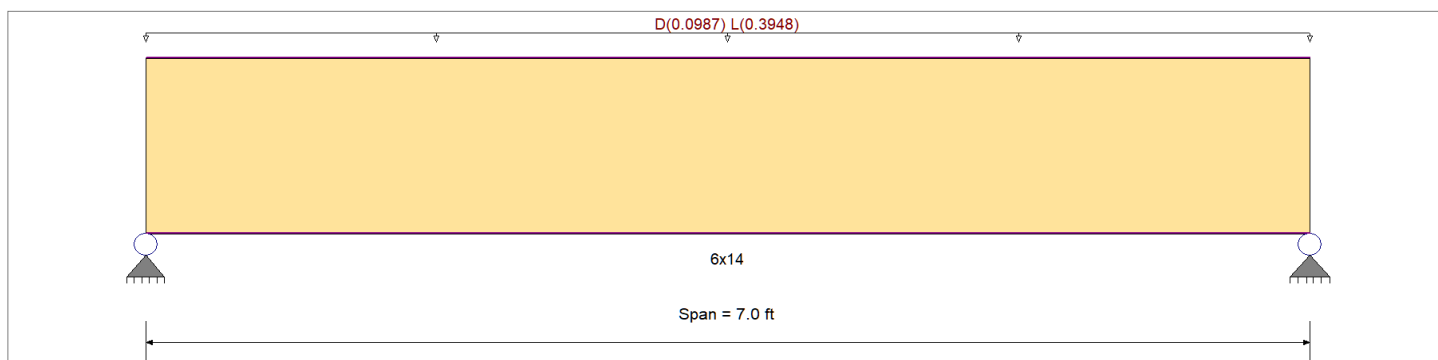 D(0.0987) L(0.3948)
6x14
Span = 7.0 ft